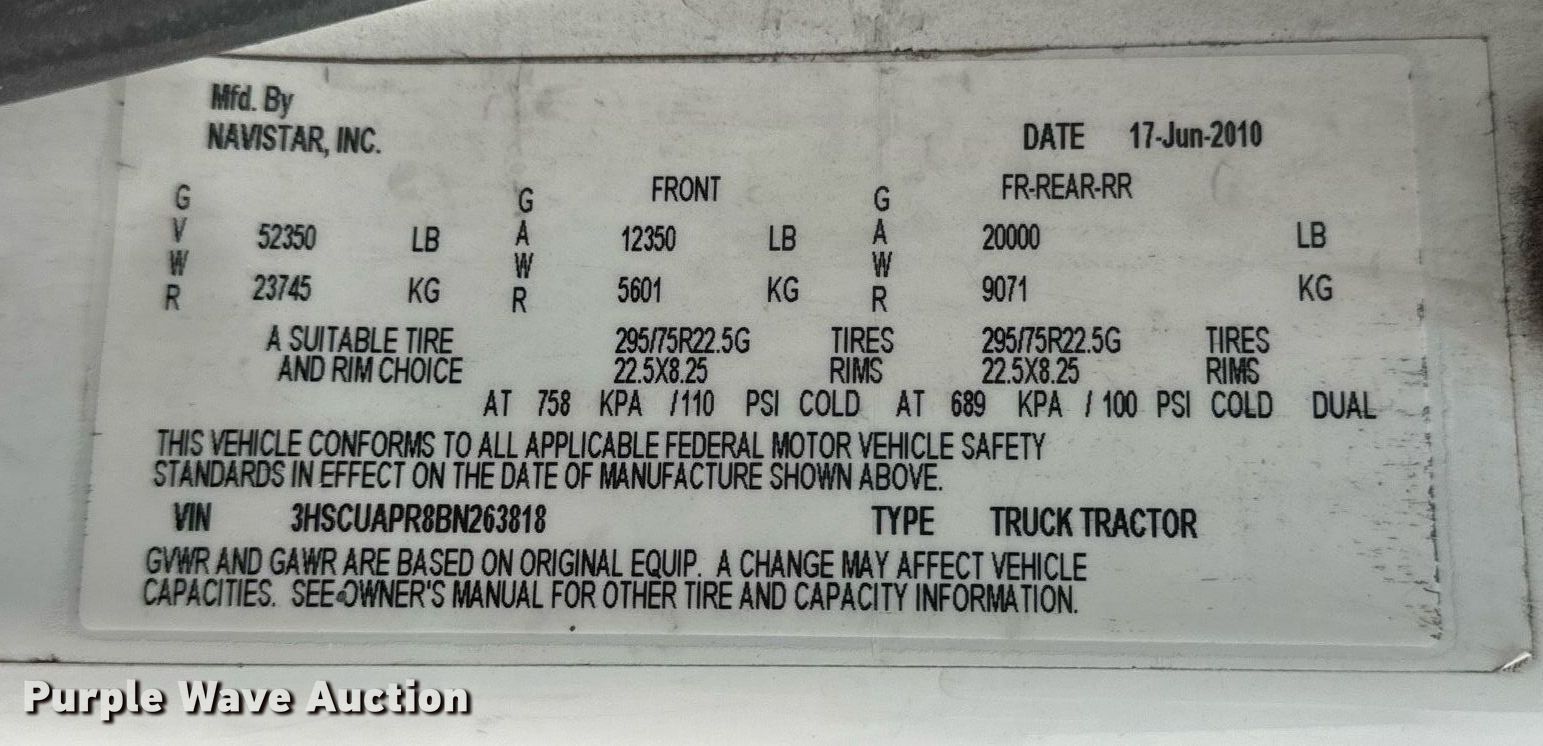 Mfd. By
NAVISTAR, INC.
DATE 17-Jun-2010
GVWR GAWR FRONT GAWR FR-REAR-RR
52350 LB 12350 LB 20000 LB
23745 KG 5601 KG 9071 KG
A SUITABLE TIRE 295/75R22.5G TIRES 295/75R22.5G TIRES
AND RIM CHOICE 22.5X8.25 RIMS 22.5X8.25 RIMS
AT 758 KPA /110 PSI COLD AT 689 KPA / 100 PSI COLD DUAL
THIS VEHICLE CONFORMS TO ALL APPLICABLE FEDERAL MOTOR VEHICLE SAFETY
STANDARDS IN EFFECT ON THE DATE OF MANUFACTURE SHOWN ABOVE.
VIN 3HSCUAPR8BN263818 TYPE TRUCK TRACTOR
GVWR AND GAWR ARE BASED ON ORIGINAL EQUIP. A CHANGE MAY AFFECT VEHICLE
CAPACITIES. SEE OWNER'S MANUAL FOR OTHER TIRE AND CAPACITY INFORMATION.
Purple Wave Auction